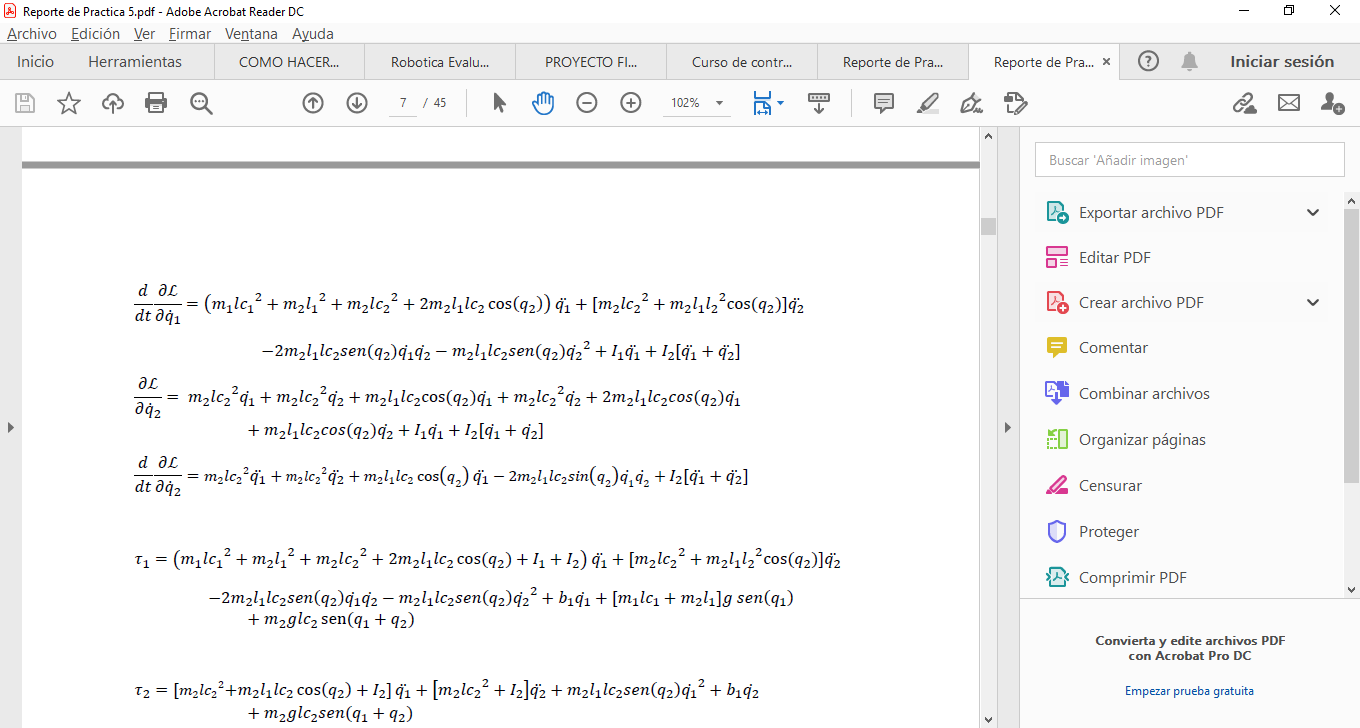 Reporte de Practica 5.pdf - Adobe Acrobat Reader DC
Archivo Edición Ver Firmar Ventana Ayuda
Inicio Herramientas COMO HACER... Robotica Evalu... PROYECTO FI... Curso de contr... Reporte de Pra... Reporte de Pra... × Iniciar sesión
7 / 45 102%
Buscar 'Añadir imagen'
Exportar archivo PDF
Editar PDF
Crear archivo PDF
Comentar
Combinar archivos
Organizar páginas
Censurar
Proteger
Comprimir PDF
Convierta y edite archivos PDF
con Acrobat Pro DC
Empezar prueba gratuita
d/dt ∂ℒ/∂q̇₁ = (m₁lc₁² + m₂l₁² + m₂lc₂² + 2m₂l₁lc₂ cos(q₂)) q̈₁ + [m₂lc₂² + m₂l₁l₂²cos(q₂)]q̈₂
−2m₂l₁lc₂sen(q₂)q̇₁q̇₂ − m₂l₁lc₂sen(q₂)q̇₂² + I₁q̈₁ + I₂[q̈₁ + q̈₂]
∂ℒ/∂q̇₂ = m₂lc₂²q̇₁ + m₂lc₂²q̇₂ + m₂l₁lc₂cos(q₂)q̇₁ + m₂lc₂²q̇₂ + 2m₂l₁lc₂cos(q₂)q̇₁
+ m₂l₁lc₂cos(q₂)q̇₂ + I₁q̇₁ + I₂[q̇₁ + q̇₂]
d/dt ∂ℒ/∂q̇₂ = m₂lc₂²q̈₁ + m₂lc₂²q̈₂ + m₂l₁lc₂ cos(q₂) q̈₁ − 2m₂l₁lc₂sin(q₂)q̇₁q̇₂ + I₂[q̈₁ + q̈₂]
τ₁ = (m₁lc₁² + m₂l₁² + m₂lc₂² + 2m₂l₁lc₂ cos(q₂) + I₁ + I₂) q̈₁ + [m₂lc₂² + m₂l₁l₂²cos(q₂)]q̈₂
−2m₂l₁lc₂sen(q₂)q̇₁q̇₂ − m₂l₁lc₂sen(q₂)q̇₂² + b₁q̇₁ + [m₁lc₁ + m₂l₁]g sen(q₁)
+ m₂glc₂ sen(q₁ + q₂)
τ₂ = [m₂lc₂²+m₂l₁lc₂ cos(q₂) + I₂] q̈₁ + [m₂lc₂² + I₂]q̈₂ + m₂l₁lc₂sen(q₂)q̇₁² + b₁q̇₂
+ m₂glc₂sen(q₁ + q₂)